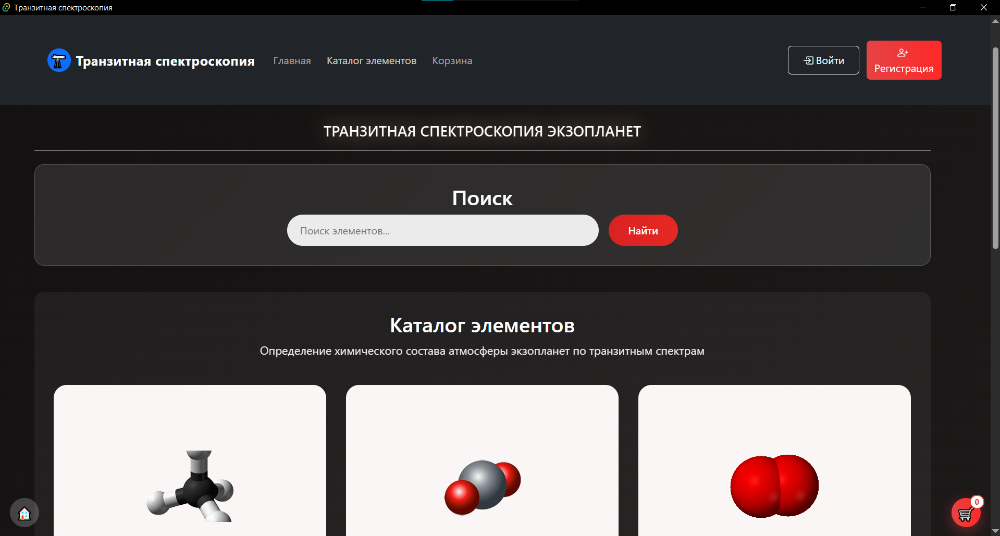 Транзитная спектроскопия
Транзитная спектроскопия
Главная
Каталог элементов
Корзина
Войти
Регистрация
ТРАНЗИТНАЯ СПЕКТРОСКОПИЯ ЭКЗОПЛАНЕТ
Поиск
Поиск элементов...
Найти
Каталог элементов
Определение химического состава атмосферы экзопланет по транзитным спектрам
0